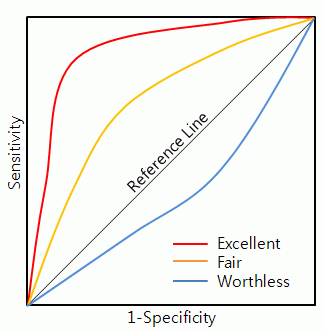 Sensitivity
Reference Line
Excellent
Fair
Worthless
1-Specificity